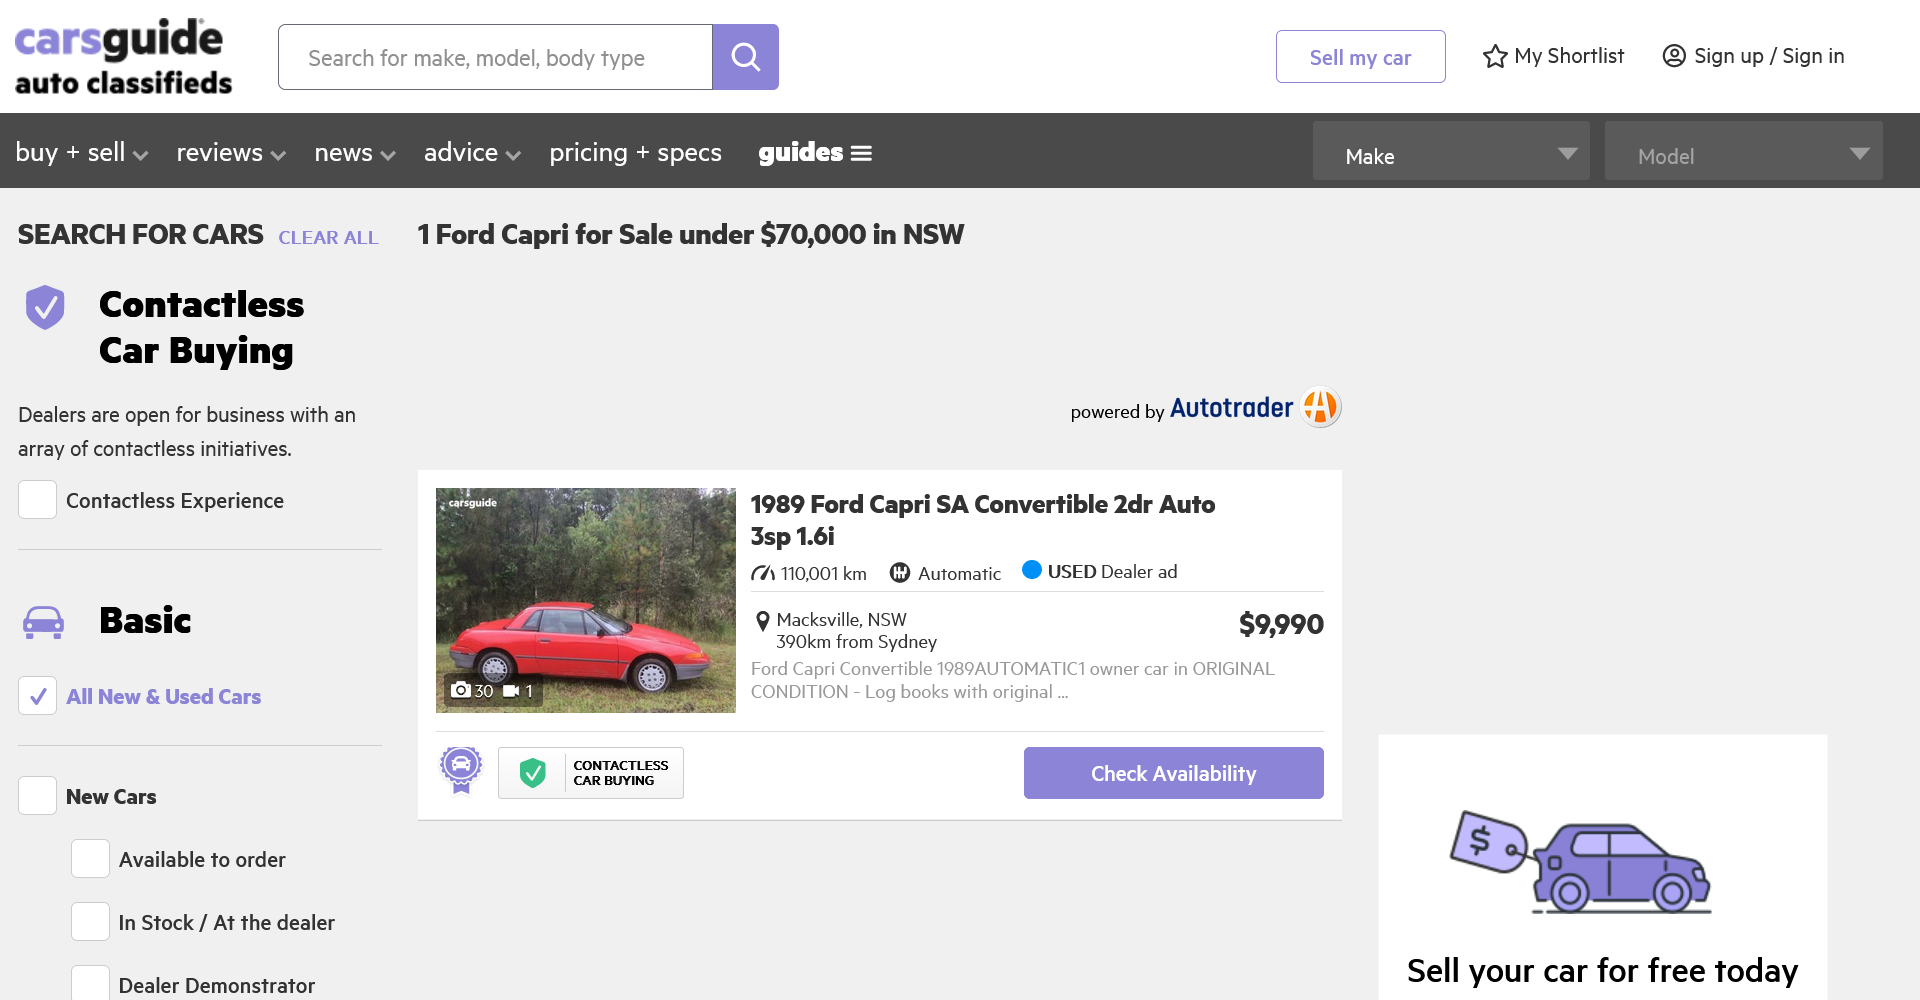 carsguide
auto classifieds
Search for make, model, body type
Sell my car
My Shortlist
Sign up / Sign in
buy + sell
reviews
news
advice
pricing + specs
guides
Make
Model
SEARCH FOR CARS
CLEAR ALL
1 Ford Capri for Sale under $70,000 in NSW
Contactless
Car Buying
Dealers are open for business with an
array of contactless initiatives.
Contactless Experience
Basic
All New & Used Cars
New Cars
Available to order
In Stock / At the dealer
Dealer Demonstrator
powered by Autotrader
carsguide
30
1
1989 Ford Capri SA Convertible 2dr Auto
3sp 1.6i
110,001 km
Automatic
USED Dealer ad
Macksville, NSW
390km from Sydney
$9,990
Ford Capri Convertible 1989AUTOMATIC1 owner car in ORIGINAL
CONDITION - Log books with original ...
CONTACTLESS
CAR BUYING
Check Availability
$
Sell your car for free today